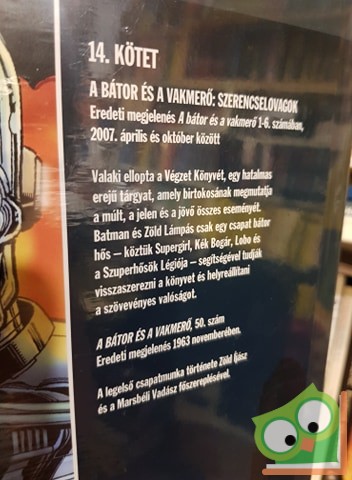 14. KÖTET
A BÁTOR ÉS A VAKMERŐ: SZERENCSELOVAGOK
Eredeti megjelenés A bátor és a vakmerő 1-6. számában,
2007. április és október között
Valaki ellopta a Végzet Könyvét, egy hatalmas
erejű tárgyat, amely birtokosának megmutatja
a múlt, a jelen és a jövő összes eseményét.
Batman és Zöld Lámpás csak egy csapat bátor
hős – köztük Supergirl, Kék Bogár, Lobo és
a Szuperhősök Légiója – segítségével tudják
visszaszerezni a könyvet és helyreállítani
a szövevényes valóságot.
A BÁTOR ÉS A VAKMERŐ, 50. szám
Eredeti megjelenés 1963 novemberében.
A legelső csapatmunka története Zöld Íjász
és a Marsbéli Vadász főszereplésével.